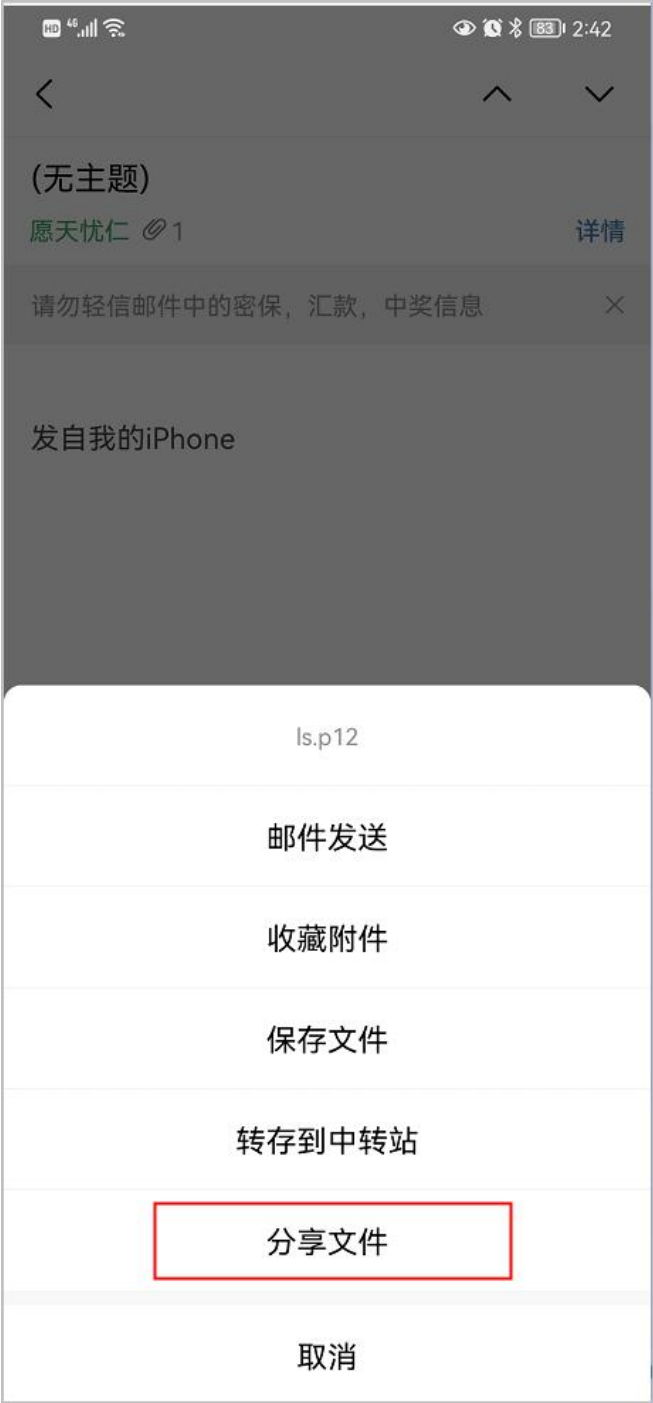 HD 4G 83 2:42
(无主题)
愿天忧仁 1 详情
请勿轻信邮件中的密保，汇款，中奖信息
发自我的iPhone
ls.p12
邮件发送
收藏附件
保存文件
转存到中转站
分享文件
取消